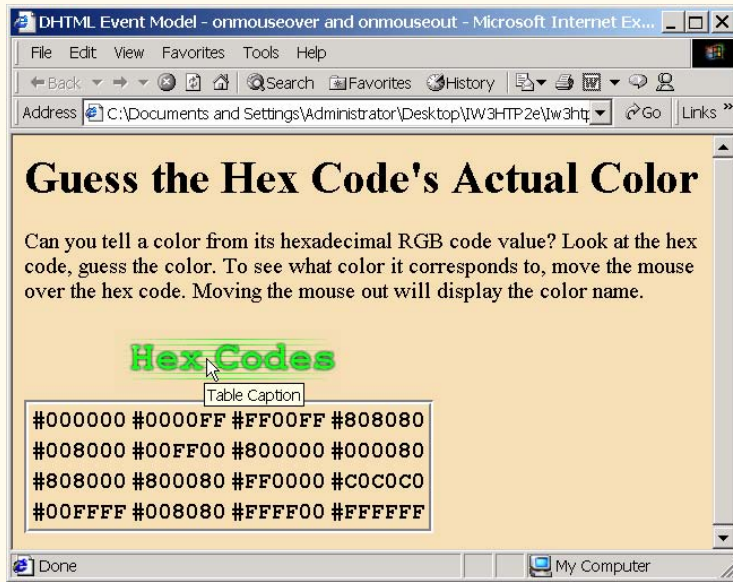 DHTML Event Model - onmouseover and onmouseout - Microsoft Internet Ex...
File Edit View Favorites Tools Help
Back Search Favorites History
Address C:\Documents and Settings\Administrator\Desktop\IW3HTP2e\Iw3htp Go Links »
Guess the Hex Code's Actual Color
Can you tell a color from its hexadecimal RGB code value? Look at the hex
code, guess the color. To see what color it corresponds to, move the mouse
over the hex code. Moving the mouse out will display the color name.
Hex Codes
Table Caption
#000000 #0000FF #FF00FF #808080
#008000 #00FF00 #800000 #000080
#808000 #800080 #FF0000 #C0C0C0
#00FFFF #008080 #FFFF00 #FFFFFF
Done My Computer